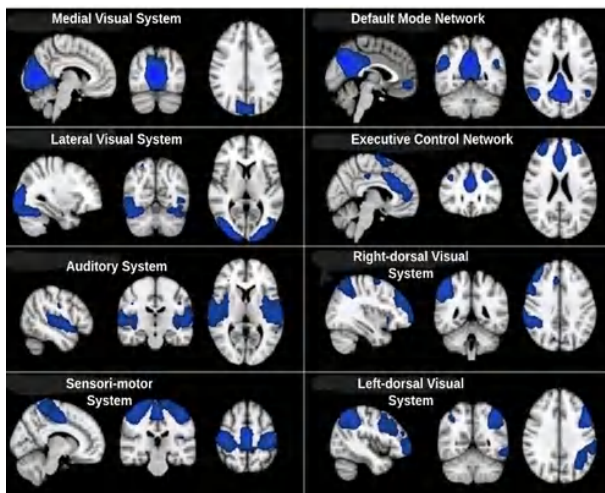 Medial Visual System
Default Mode Network
Lateral Visual System
Executive Control Network
Auditory System
Right-dorsal Visual
System
Sensori-motor
System
Left-dorsal Visual
System